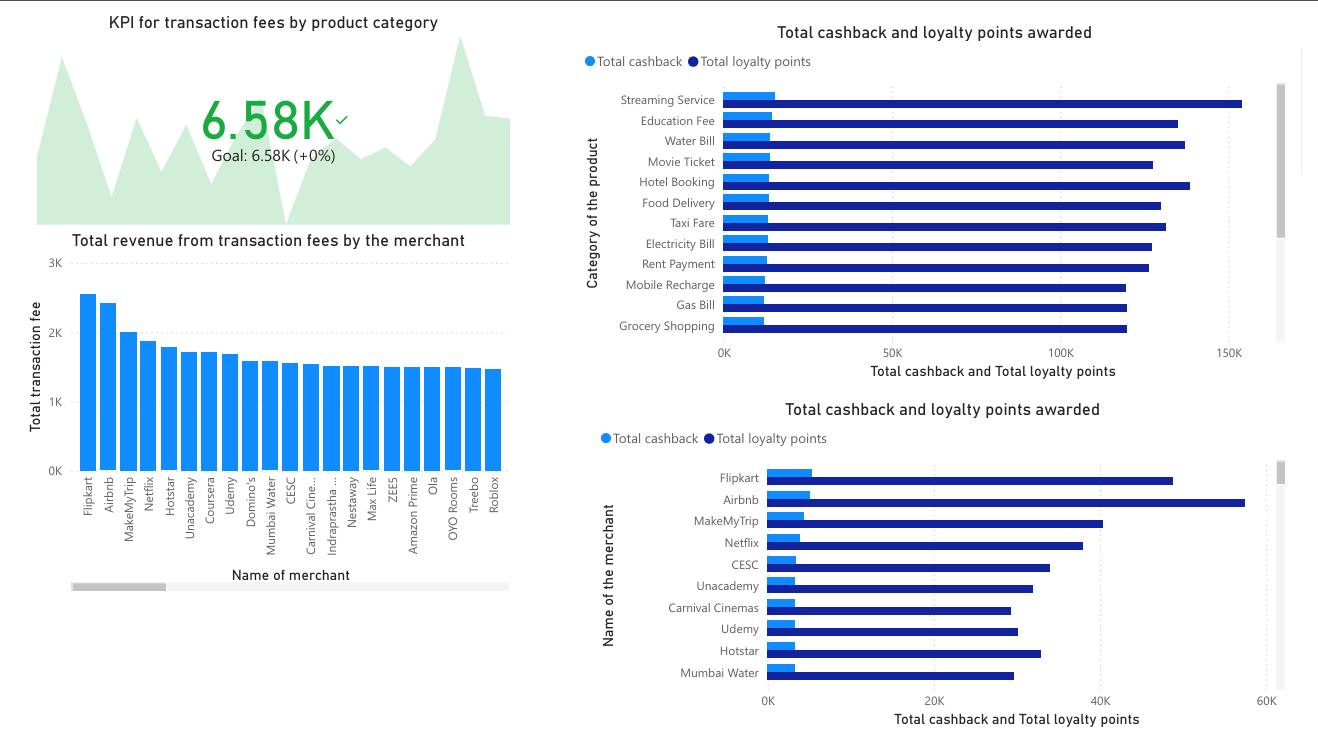 KPI for transaction fees by product category
6.58K
Goal: 6.58K (+0%)
Total revenue from transaction fees by the merchant
Total transaction fee
3K
2K
1K
0K
Flipkart
Airbnb
MakeMyTrip
Netflix
Hotstar
Unacademy
Coursera
Udemy
Domino's
Mumbai Water
CESC
Carnival Cine...
Indraprastha ...
Nestaway
Max Life
ZEE5
Amazon Prime
Ola
OYO Rooms
Treebo
Roblox
Name of merchant
Total cashback and loyalty points awarded
Total cashback Total loyalty points
Category of the product
Streaming Service
Education Fee
Water Bill
Movie Ticket
Hotel Booking
Food Delivery
Taxi Fare
Electricity Bill
Rent Payment
Mobile Recharge
Gas Bill
Grocery Shopping
0K 50K 100K 150K
Total cashback and Total loyalty points
Total cashback and loyalty points awarded
Total cashback Total loyalty points
Name of the merchant
Flipkart
Airbnb
MakeMyTrip
Netflix
CESC
Unacademy
Carnival Cinemas
Udemy
Hotstar
Mumbai Water
0K 20K 40K 60K
Total cashback and Total loyalty points